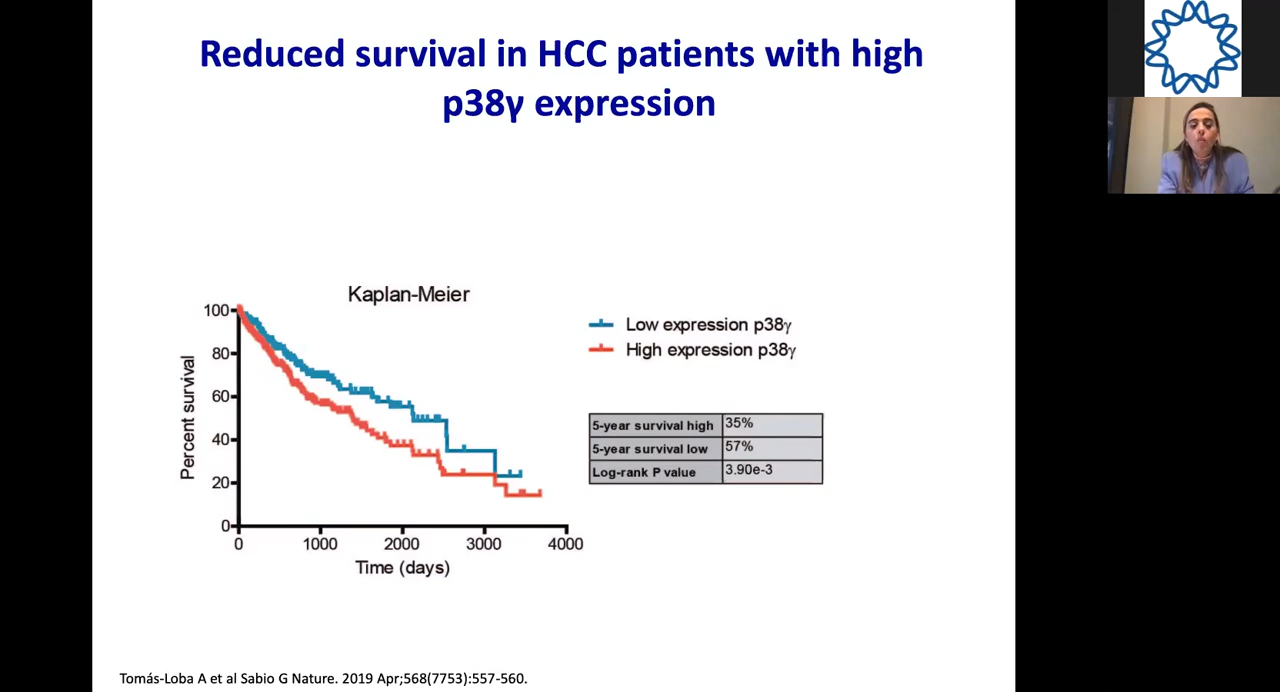 Reduced survival in HCC patients with high
p38γ expression
Kaplan-Meier
100
80
60
40
20
0
Percent survival
0 1000 2000 3000 4000
Time (days)
Low expression p38γ
High expression p38γ
5-year survival high 35%
5-year survival low 57%
Log-rank P value 3.90e-3
Tomás-Loba A et al Sabio G Nature. 2019 Apr;568(7753):557-560.